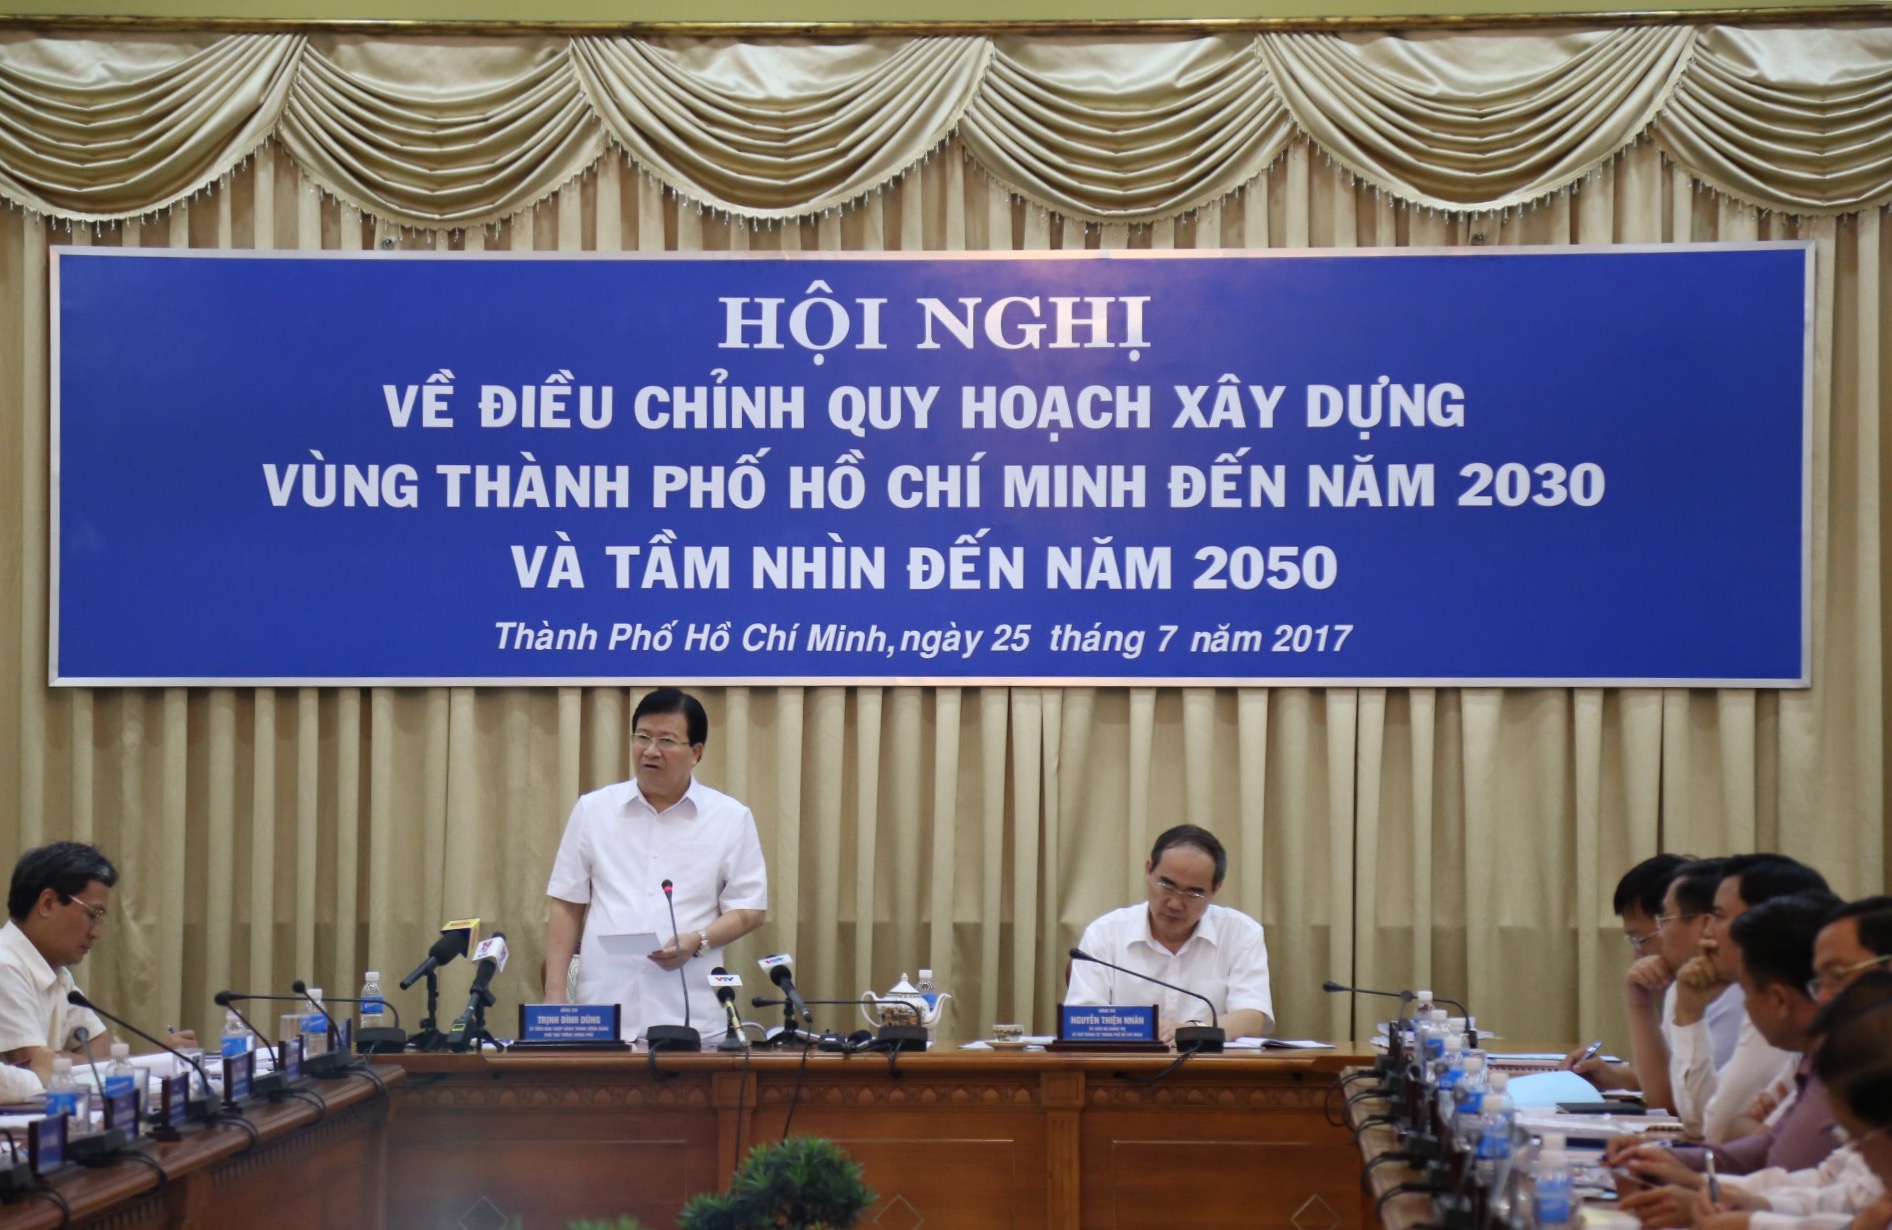 HỘI NGHỊ
VỀ ĐIỀU CHỈNH QUY HOẠCH XÂY DỰNG
VÙNG THÀNH PHỐ HỒ CHÍ MINH ĐẾN NĂM 2030
VÀ TẦM NHÌN ĐẾN NĂM 2050
Thành Phố Hồ Chí Minh, ngày 25 tháng 7 năm 2017
TRỊNH ĐÌNH DŨNG
NGUYỄN THIỆN NHÂN
VTV